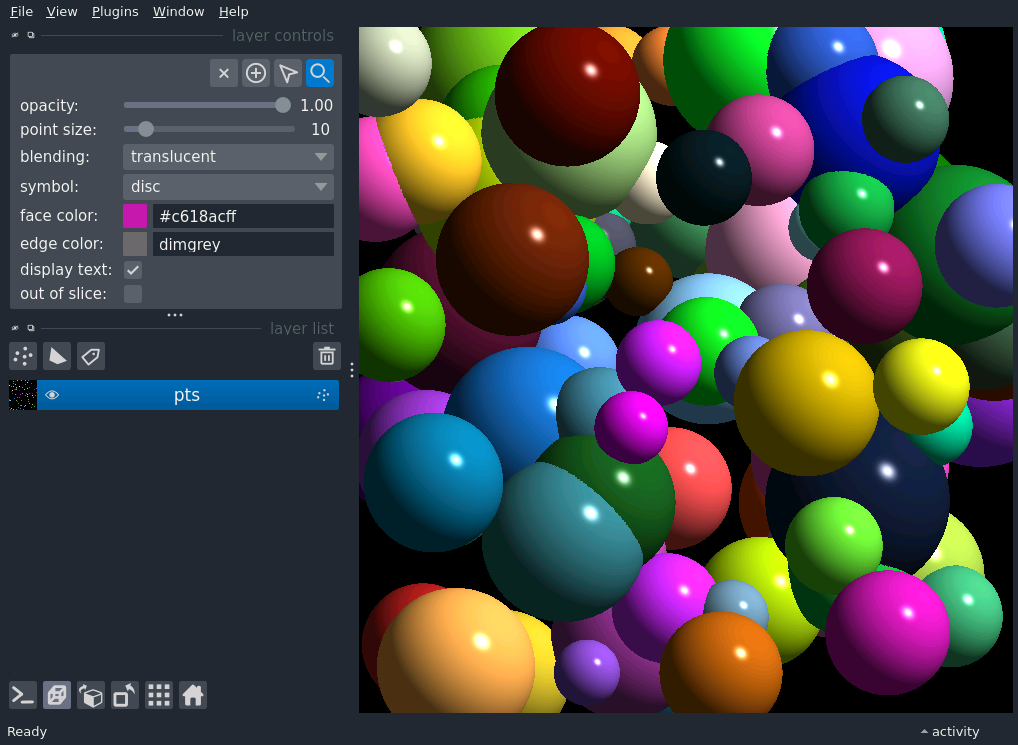 File View Plugins Window Help
layer controls
opacity: 1.00
point size: 10
blending: translucent
symbol: disc
face color: #c618acff
edge color: dimgrey
display text:
out of slice:
layer list
pts
Ready activity